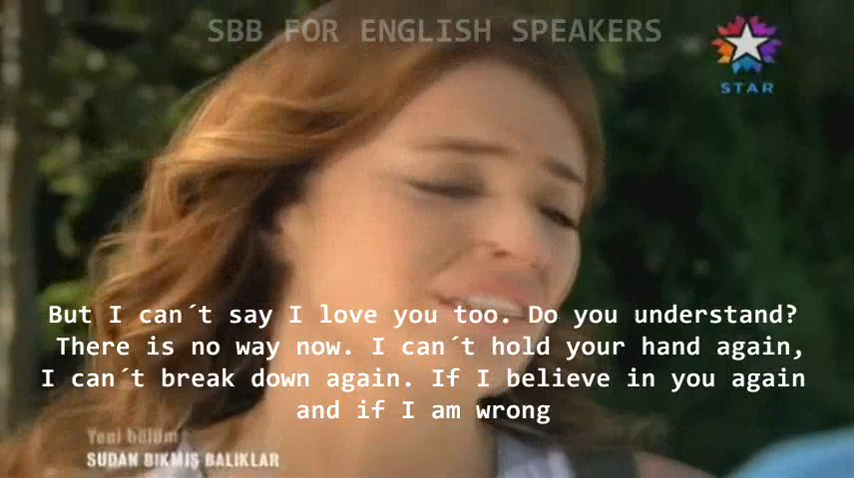 SBB FOR ENGLISH SPEAKERS
STAR
But I can´t say I love you too. Do you understand?
There is no way now. I can´t hold your hand again,
I can´t break down again. If I believe in you again
and if I am wrong
Yeni bölüm
SUDAN BIKMIŞ BALIKLAR